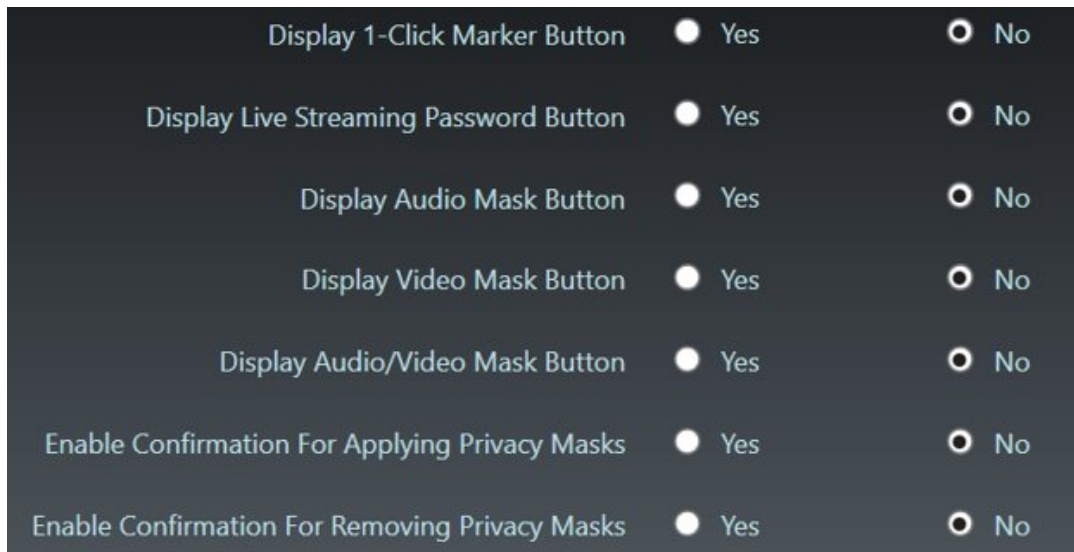 Display 1-Click Marker Button Yes No
Display Live Streaming Password Button Yes No
Display Audio Mask Button Yes No
Display Video Mask Button Yes No
Display Audio/Video Mask Button Yes No
Enable Confirmation For Applying Privacy Masks Yes No
Enable Confirmation For Removing Privacy Masks Yes No